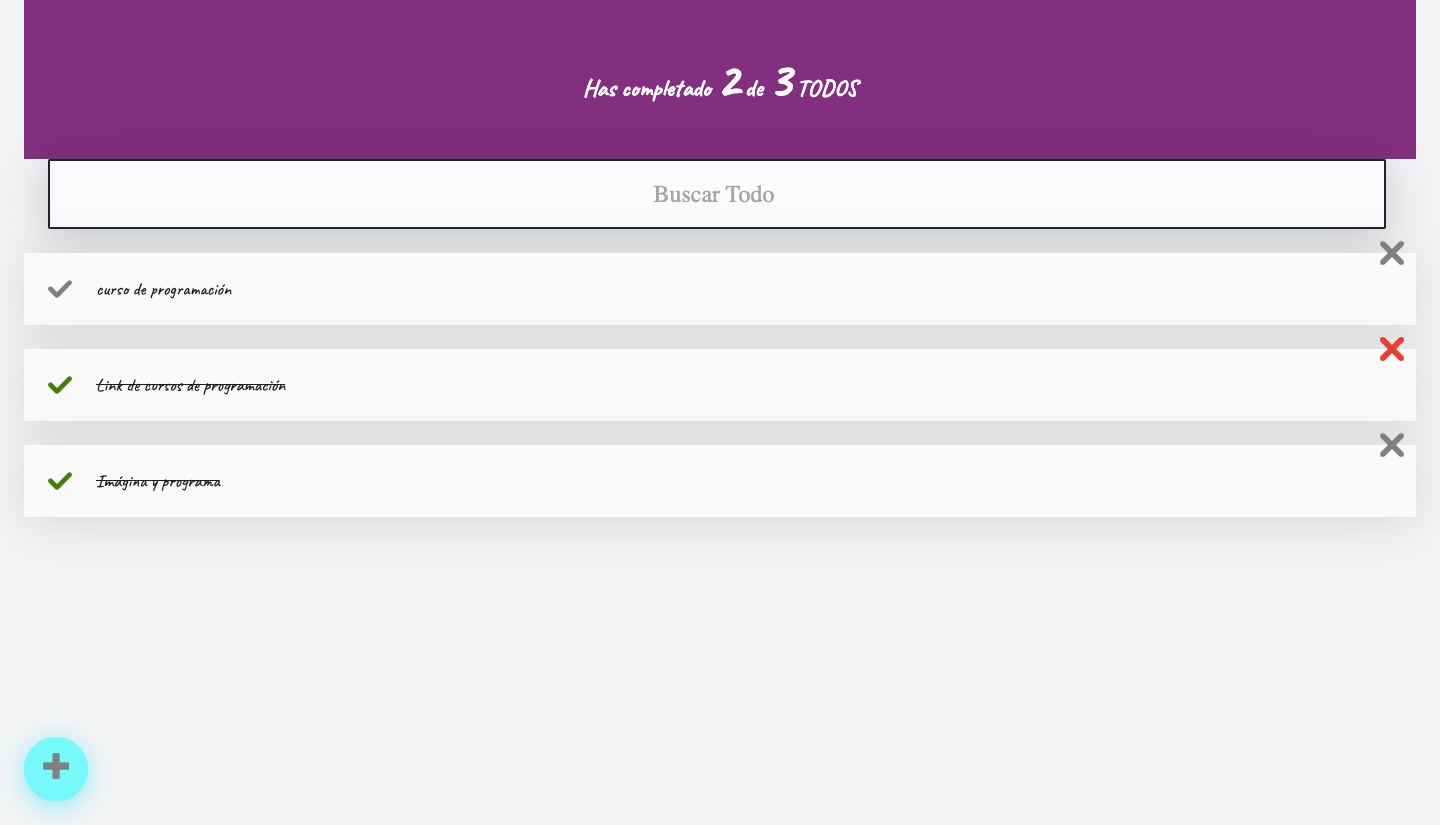 Has completado 2 de 3 TODOS
Buscar Todo
curso de programación
Link de cursos de programación
Imágina y programa